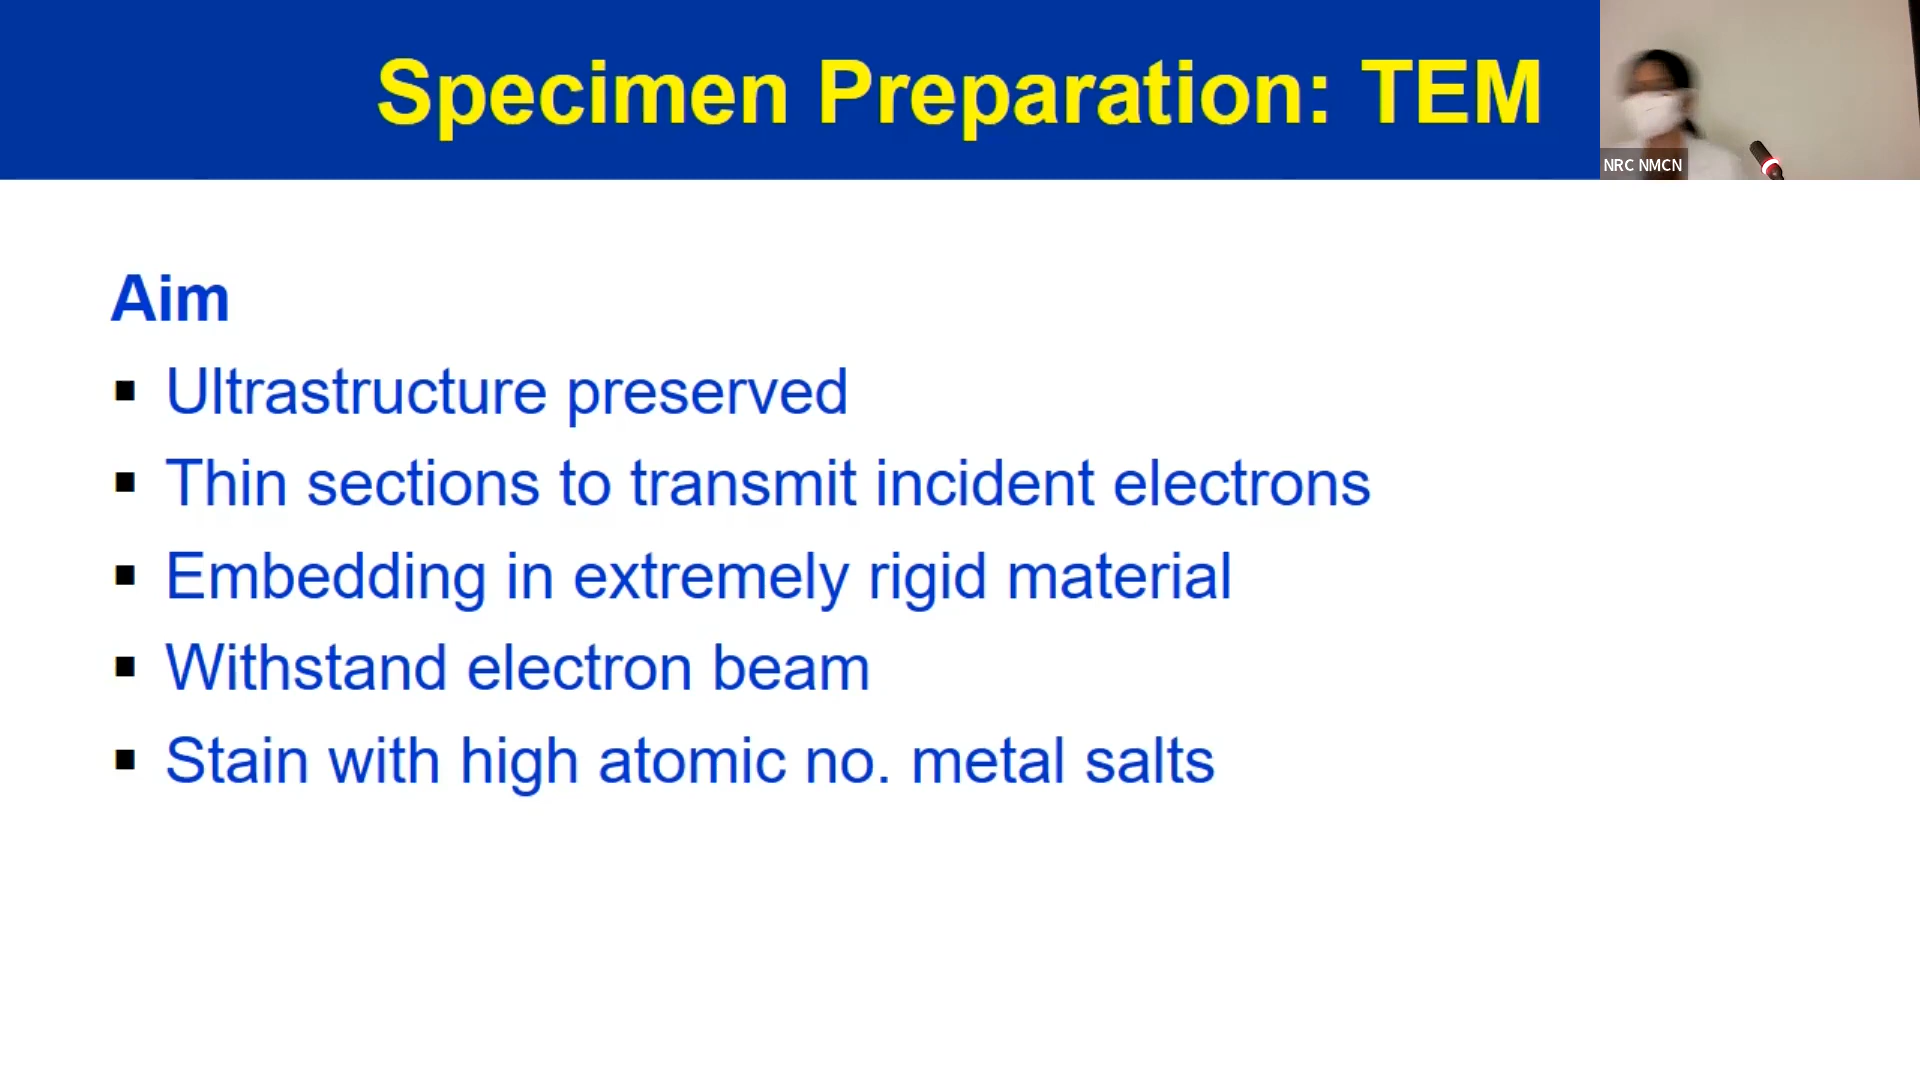 Specimen Preparation: TEM
NRC NMCN
Aim
▪ Ultrastructure preserved
▪ Thin sections to transmit incident electrons
▪ Embedding in extremely rigid material
▪ Withstand electron beam
▪ Stain with high atomic no. metal salts